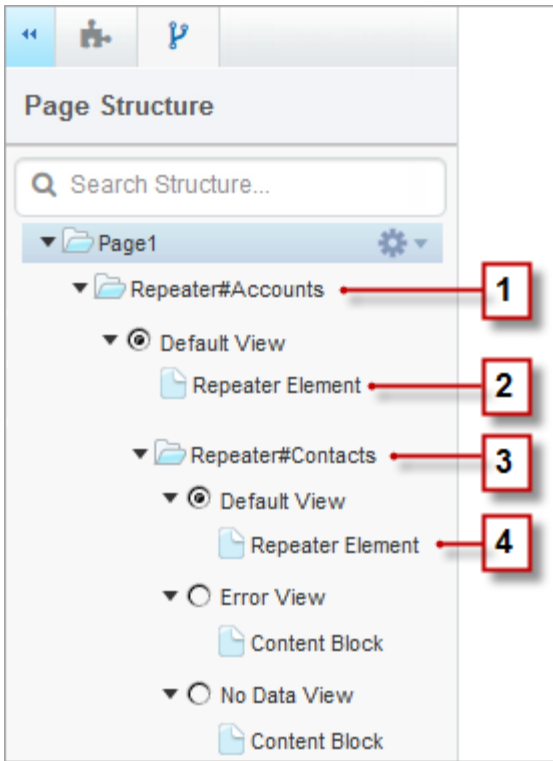 Page Structure
Search Structure...
Page1
Repeater#Accounts 1
Default View
Repeater Element 2
Repeater#Contacts 3
Default View
Repeater Element 4
Error View
Content Block
No Data View
Content Block